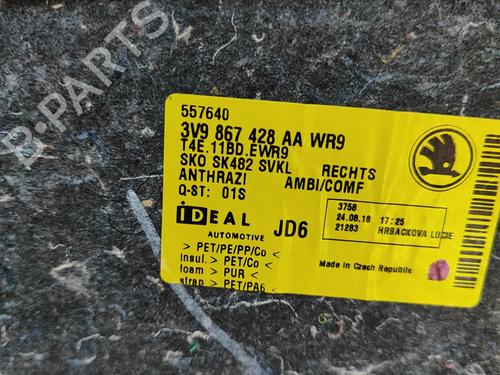 B-PARTS
557640
3V9 867 428 AA WR9
T4E.11BD.EWR9
SKO SK482 SVKL RECHTS
ANTHRAZI AMBI/COMF
Q-ST: 01S
iDEAL
AUTOMOTIVE JD6
3758
24.08.18 17:25
21283 HRBACKOVA LUCIE
> PET/PE/PP/Co <
insul. > PET/Co <
foam > PUR <
strap > PET/PA6 <
Made in Czech Republic